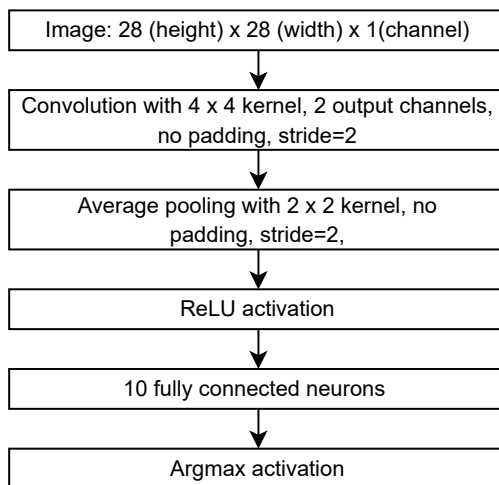 Image: 28 (height) x 28 (width) x 1(channel)
Convolution with 4 x 4 kernel, 2 output channels,
no padding, stride=2
Average pooling with 2 x 2 kernel, no
padding, stride=2,
ReLU activation
10 fully connected neurons
Argmax activation